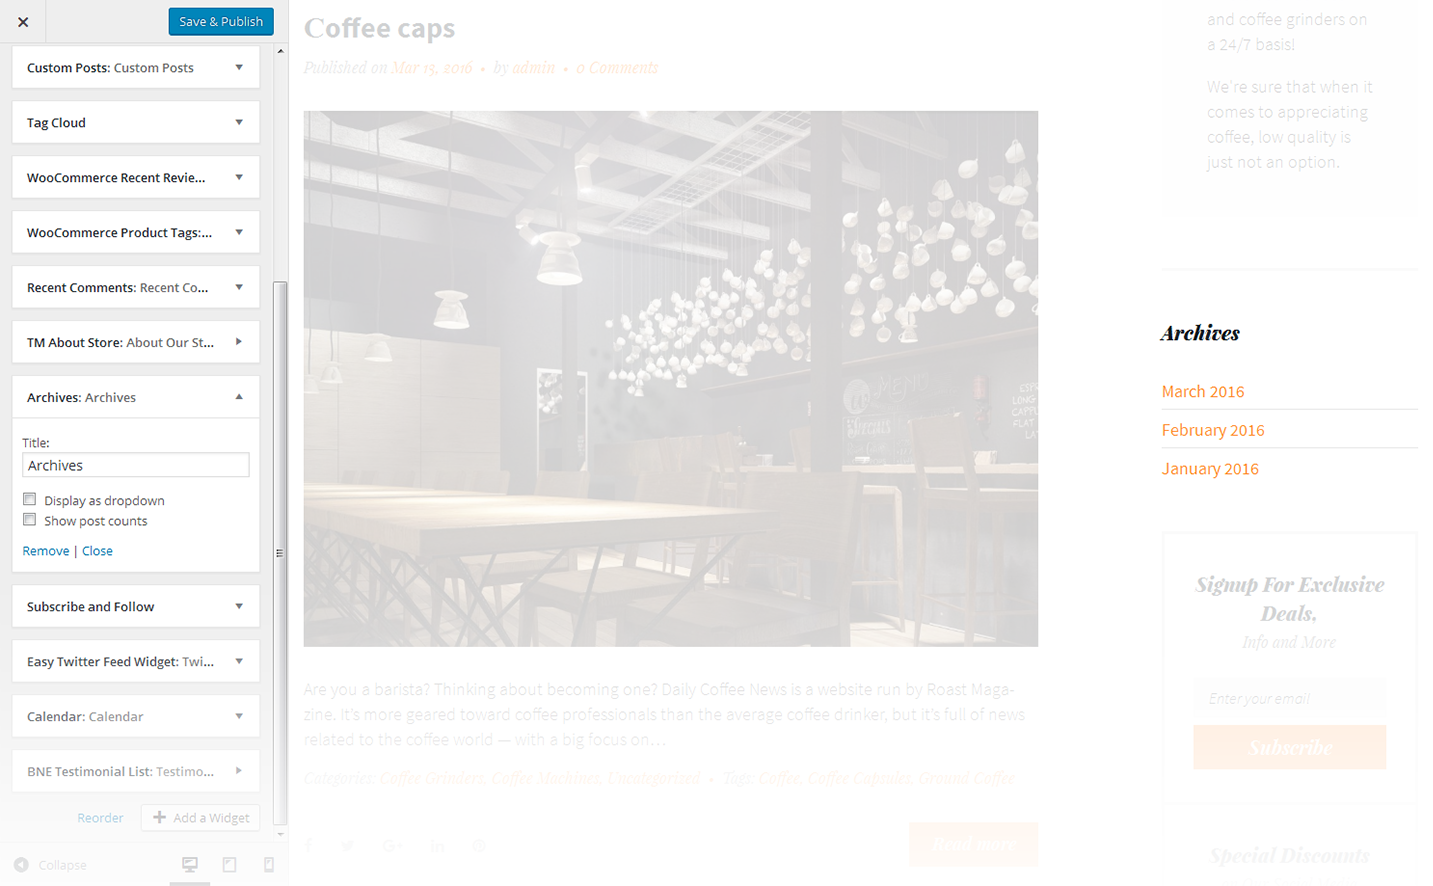 Save & Publish
Custom Posts: Custom Posts
Tag Cloud
WooCommerce Recent Revie...
WooCommerce Product Tags:...
Recent Comments: Recent Co...
TM About Store: About Our St...
Archives: Archives
Title:
Archives
Display as dropdown
Show post counts
Remove | Close
Subscribe and Follow
Easy Twitter Feed Widget: Twi...
Calendar: Calendar
BNE Testimonial List: Testimo...
Reorder
Add a Widget
Collapse
Coffee caps
Published on Mar 15, 2016 • by admin • 0 Comments
MENU
Are you a barista? Thinking about becoming one? Daily Coffee News is a website run by Roast Maga-
zine. It's more geared toward coffee professionals than the average coffee drinker, but it's full of news
related to the coffee world — with a big focus on...
Categories: Coffee Grinders, Coffee Machines, Uncategorized • Tags: Coffee, Coffee Capsules, Ground Coffee
Read more
and coffee grinders on
a 24/7 basis!
We're sure that when it
comes to appreciating
coffee, low quality is
just not an option.
Archives
March 2016
February 2016
January 2016
Signup For Exclusive
Deals.
Info and More
Enter your email
Subscribe
Special Discounts